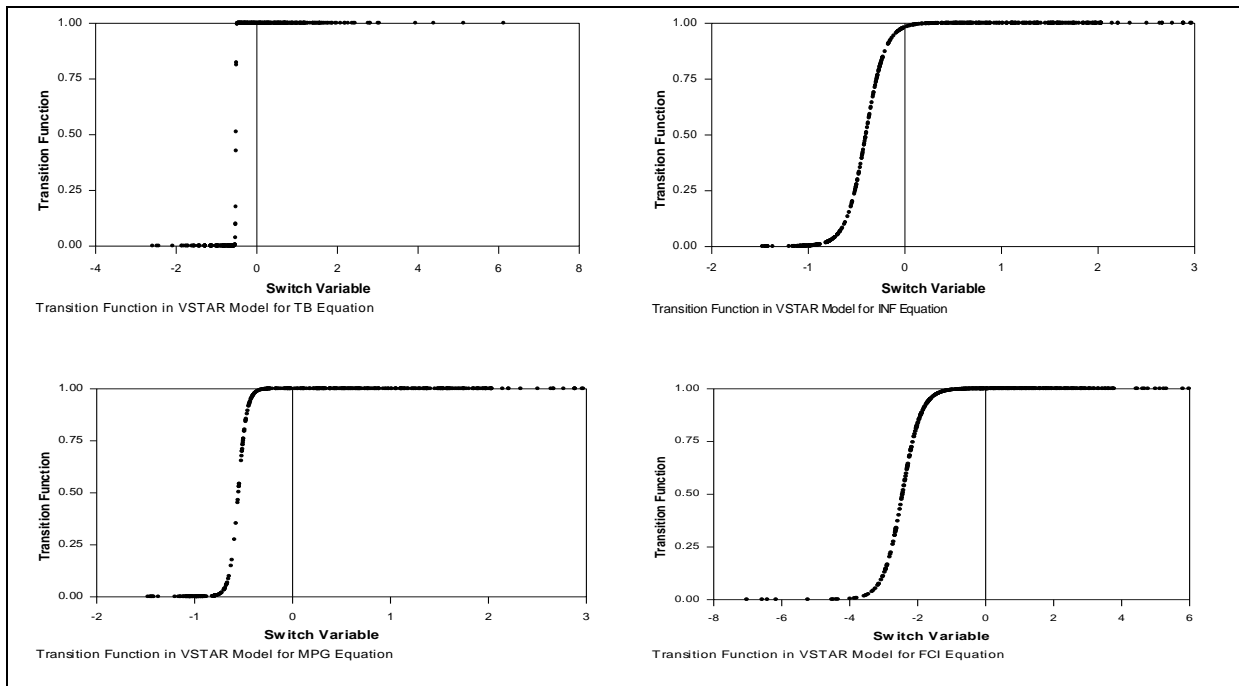 1.00
0.75
0.50
0.25
0.00
Transition Function
-4 -2 0 2 4 6 8
Switch Variable
Transition Function in VSTAR Model for TB Equation
1.00
0.75
0.50
0.25
0.00
Transition Function
-2 -1 0 1 2 3
Switch Variable
Transition Function in VSTAR Model for INF Equation
1.00
0.75
0.50
0.25
0.00
Transition Function
-2 -1 0 1 2 3
Switch Variable
Transition Function in VSTAR Model for MPG Equation
1.00
0.75
0.50
0.25
0.00
Transition Function
-8 -6 -4 -2 0 2 4 6
Switch Variable
Transition Function in VSTAR Model for FCI Equation